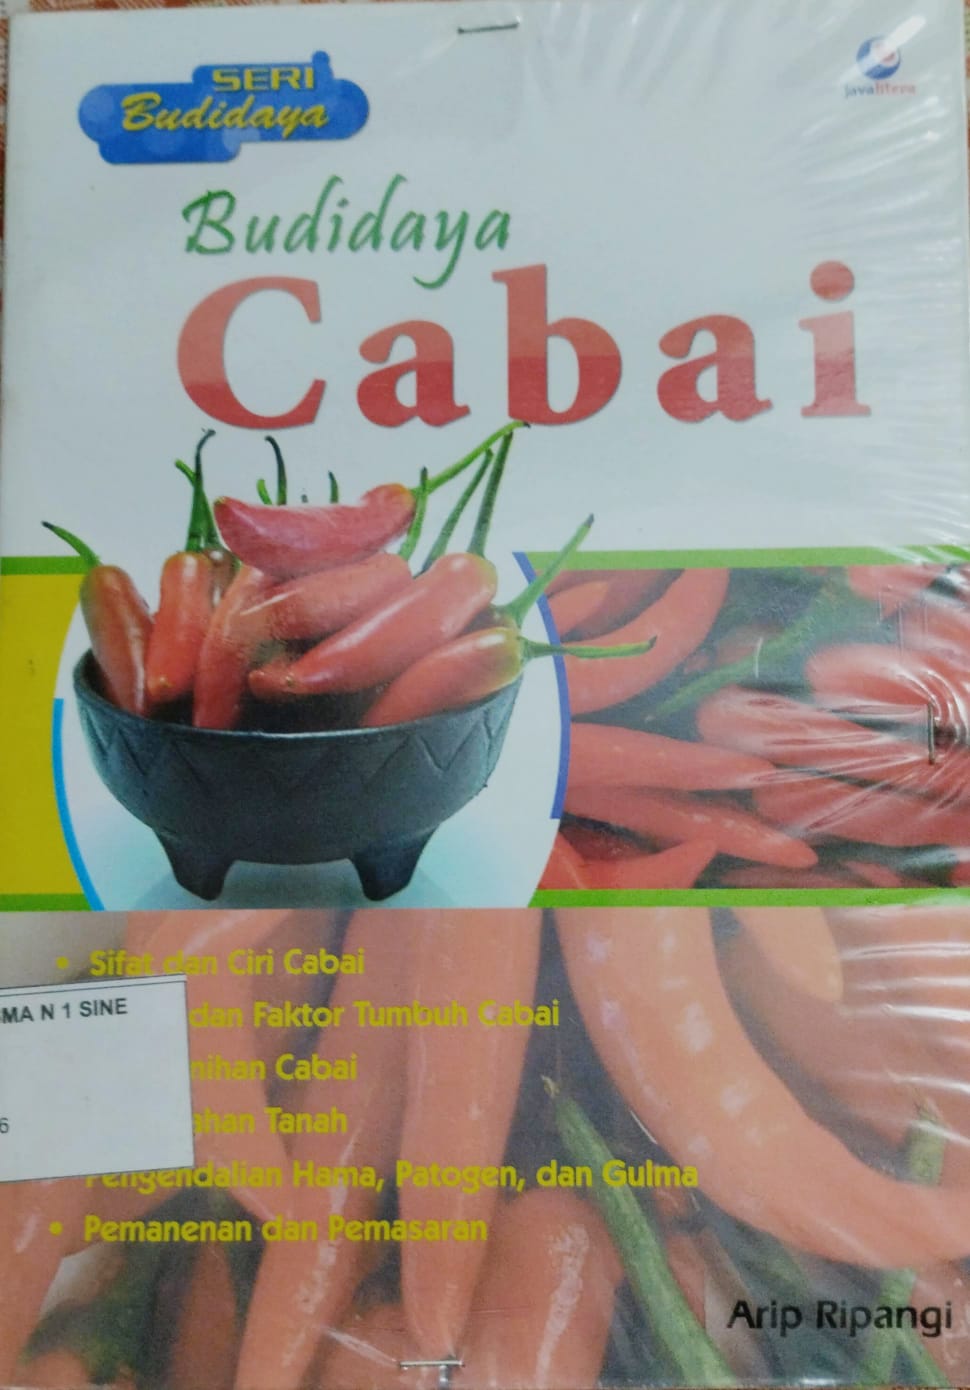 SERI
Budidaya
javalitera
Budidaya
Cabai
• Sifat dan Ciri Cabai
dan Faktor Tumbuh Cabai
Cabai
Tanah
Pengendalian Hama, Patogen, dan Gulma
• Pemanenan dan Pemasaran
MA N 1 SINE
6
Arip Ripangi